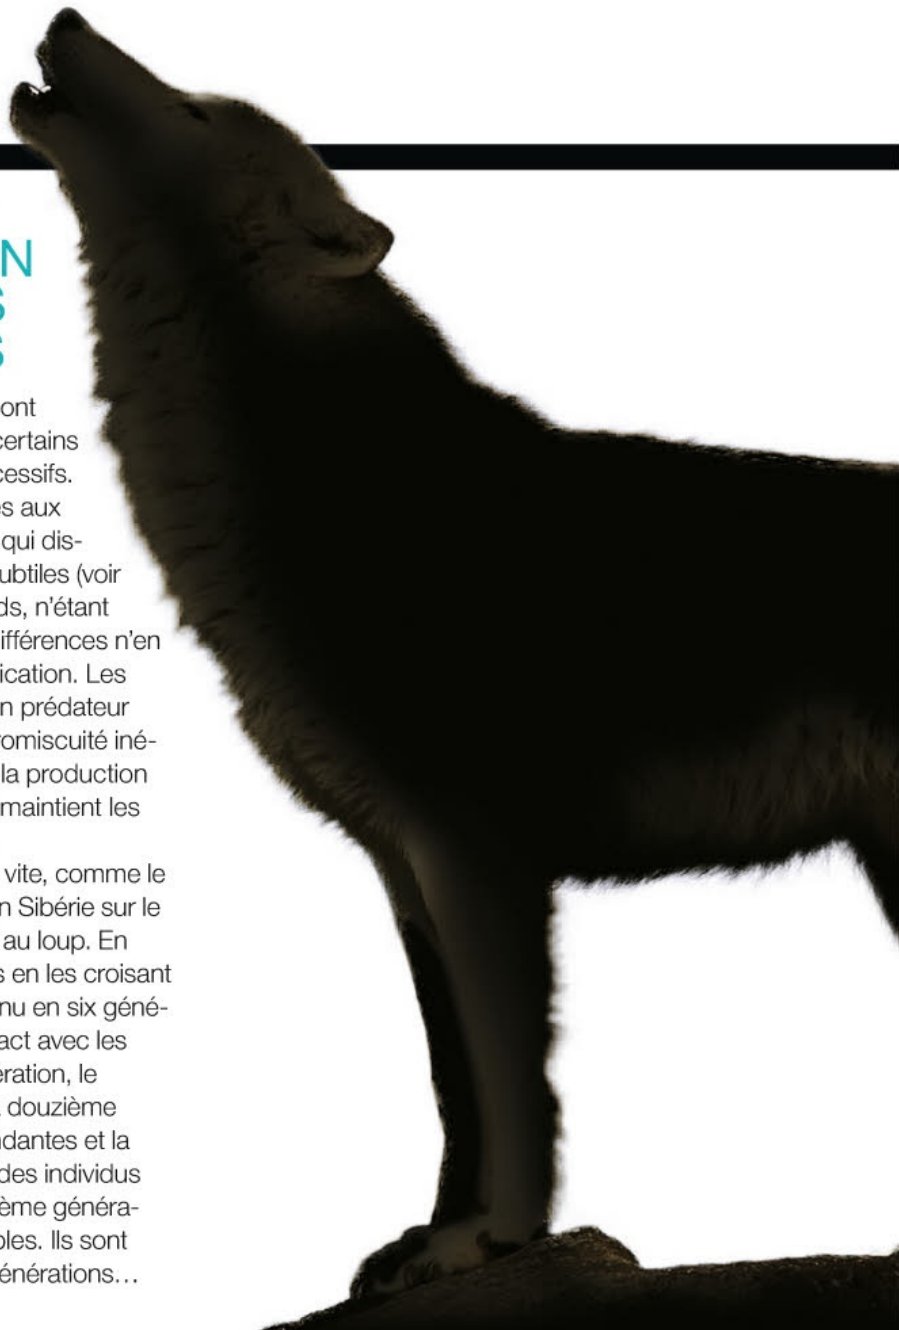 N
S
S
ont
certains
cessifs.
s aux
qui dis-
ubtiles (voir
ds, n'étant
ifférences n'en
ication. Les
n prédateur
romiscuité iné-
la production
maintient les
vite, comme le
n Sibérie sur le
au loup. En
s en les croisant
nu en six géné-
act avec les
ération, le
douzième
dantes et la
des individus
ème généra-
bles. Ils sont
énérations...